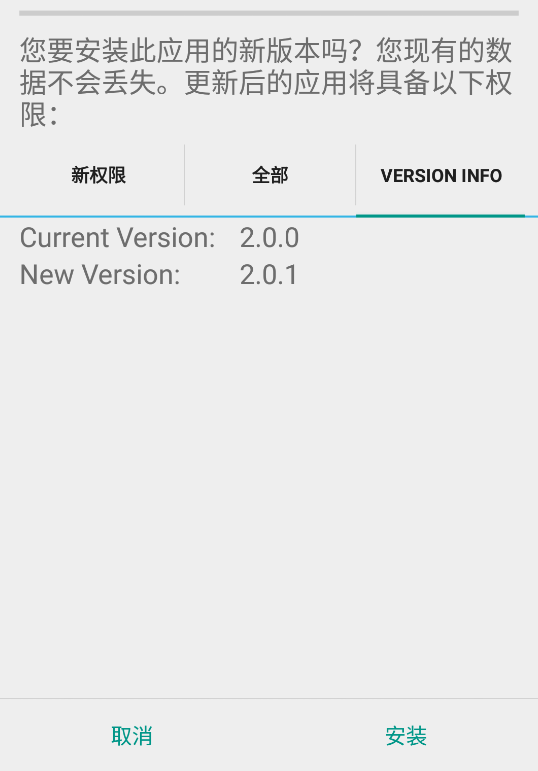 您要安装此应用的新版本吗？您现有的数
据不会丢失。更新后的应用将具备以下权
限：
新权限 全部 VERSION INFO
Current Version: 2.0.0
New Version: 2.0.1
取消 安装